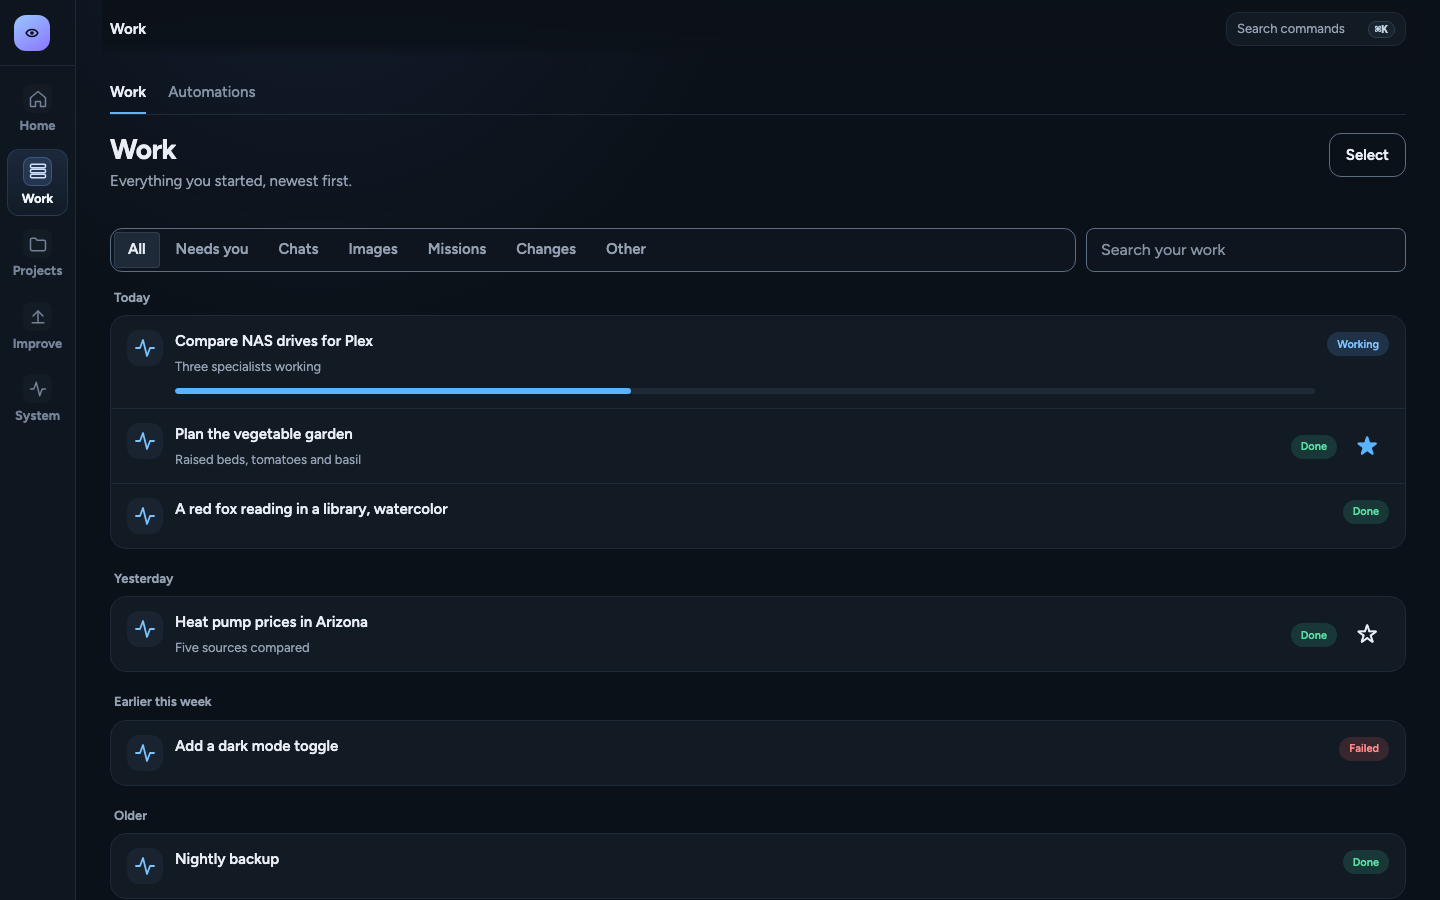 Work
Search commands ⌘K
Home
Work
Projects
Improve
System
Work Automations
Work
Everything you started, newest first.
Select
All Needs you Chats Images Missions Changes Other
Search your work
Today
Compare NAS drives for Plex
Working
Three specialists working
Plan the vegetable garden
Done
Raised beds, tomatoes and basil
A red fox reading in a library, watercolor
Done
Yesterday
Heat pump prices in Arizona
Done
Five sources compared
Earlier this week
Add a dark mode toggle
Failed
Older
Nightly backup
Done